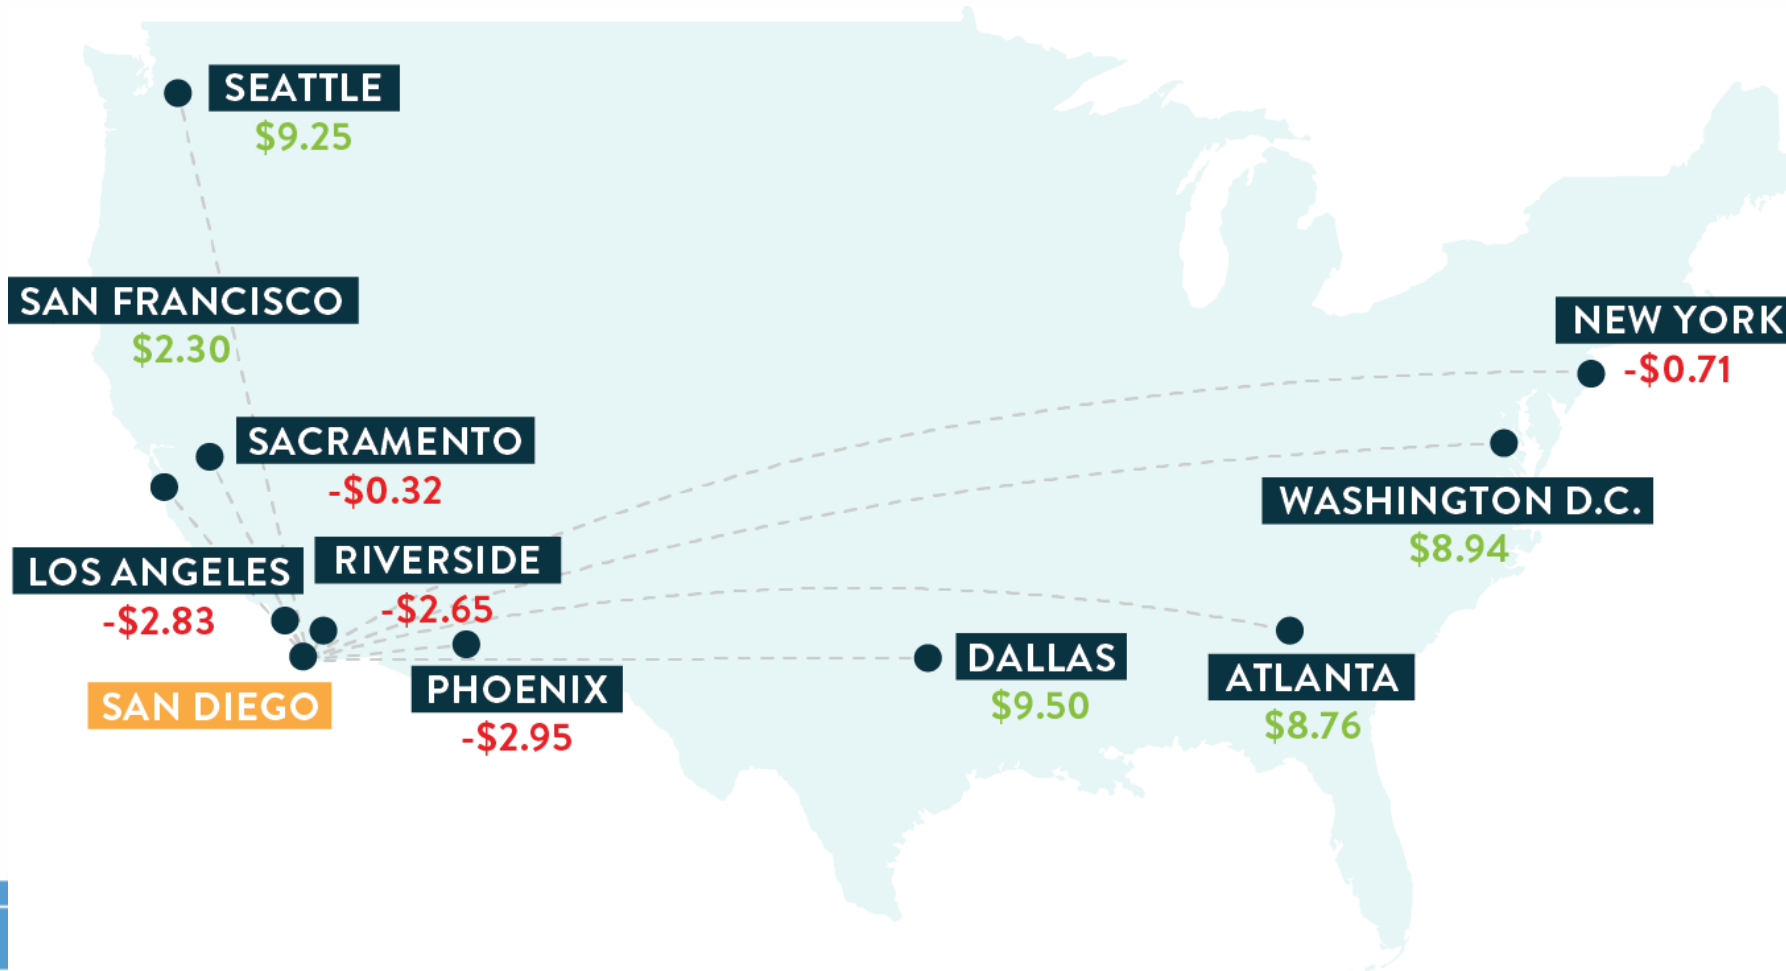 SEATTLE
$9.25
SAN FRANCISCO
$2.30
NEW YORK
-$0.71
SACRAMENTO
-$0.32
WASHINGTON D.C.
$8.94
LOS ANGELES
-$2.83
RIVERSIDE
-$2.65
DALLAS
$9.50
ATLANTA
$8.76
PHOENIX
-$2.95
SAN DIEGO